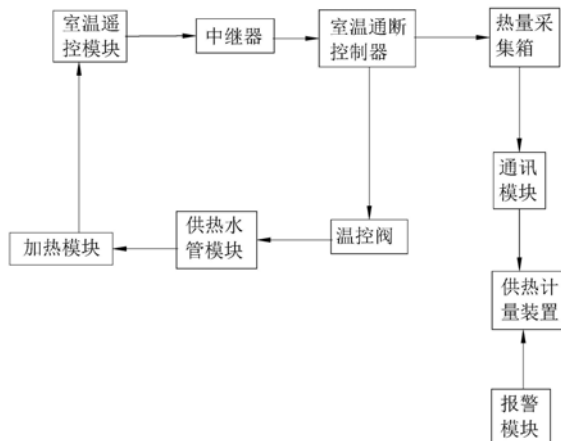 室温遥
控模块
中继器
室温通断
控制器
热量采
集箱
通讯
模块
加热模块
供热水
管模块
温控阀
供热计
量装置
报警
模块